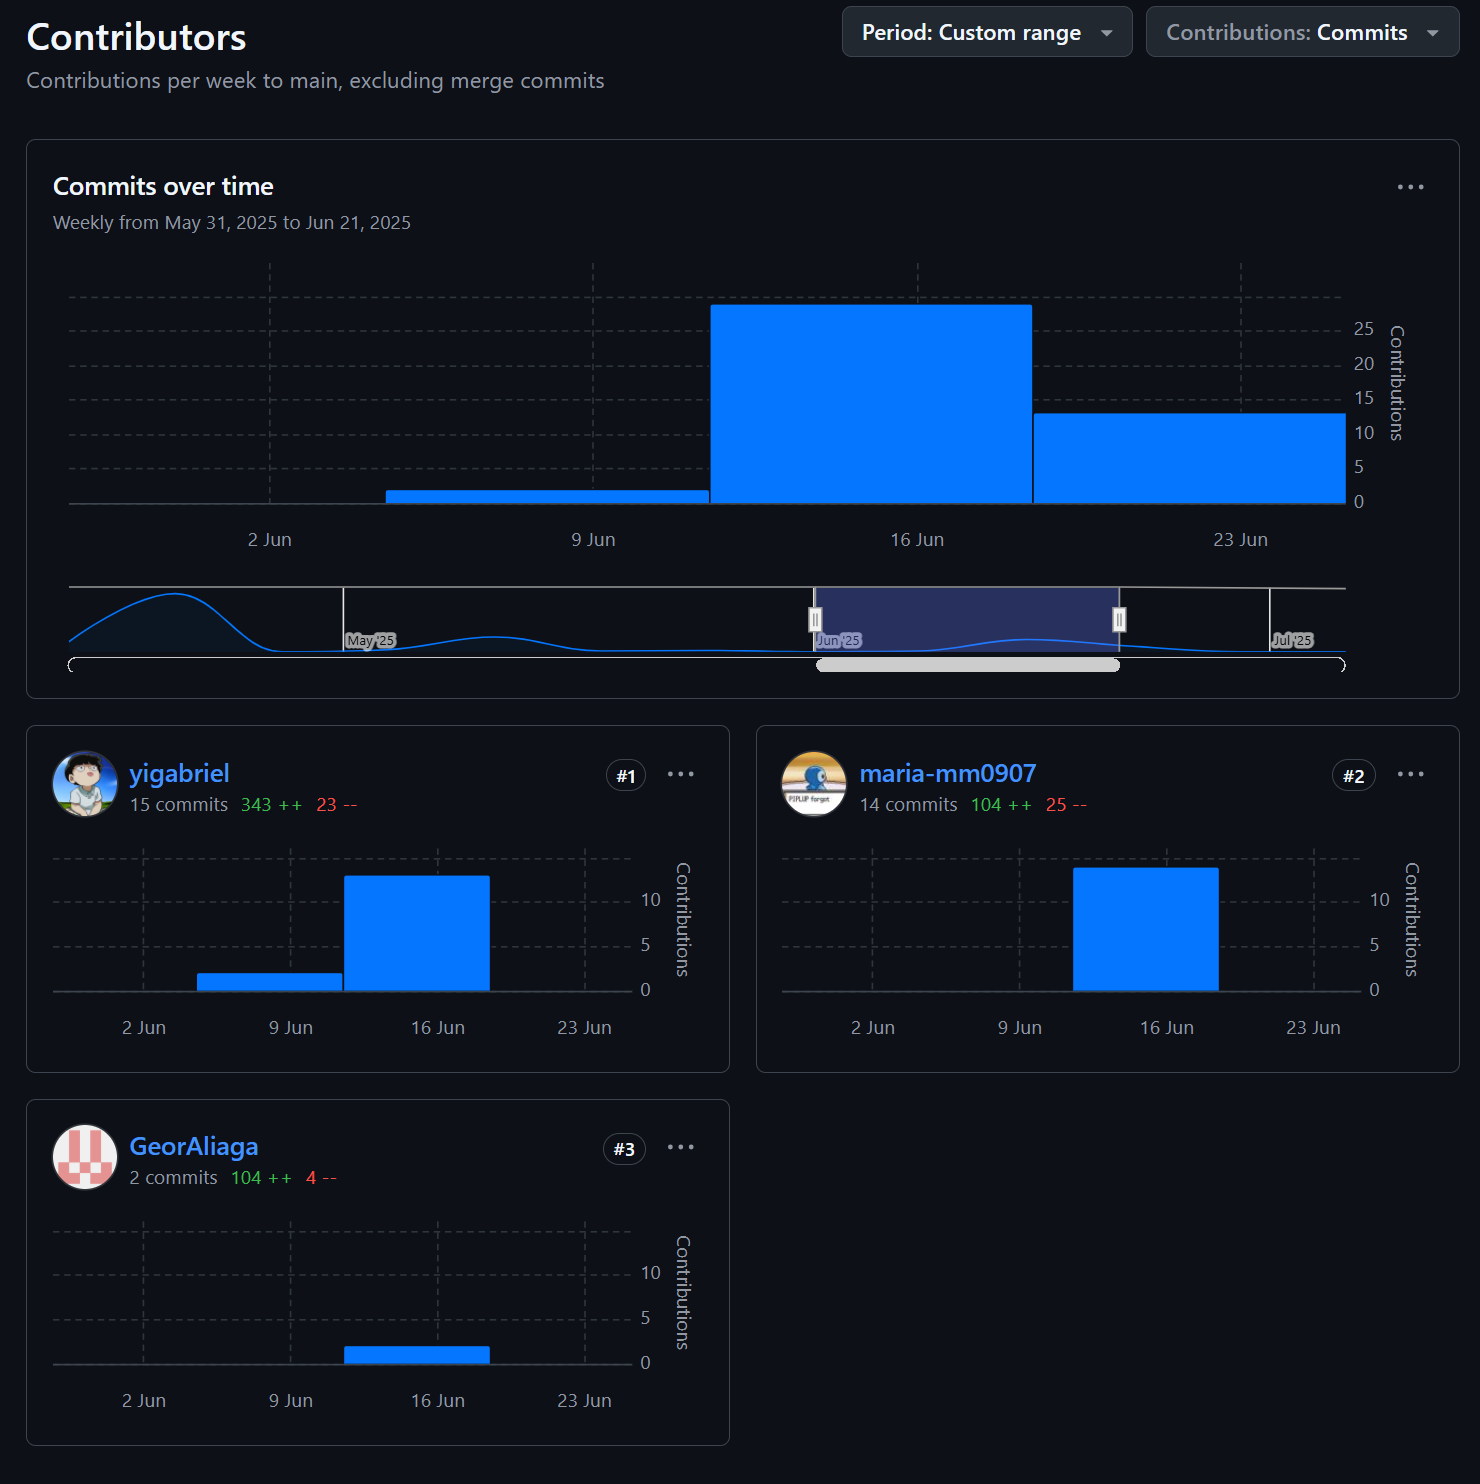 Contributors
Period: Custom range
Contributions: Commits
Contributions per week to main, excluding merge commits
Commits over time
Weekly from May 31, 2025 to Jun 21, 2025
25
20
15
10
5
0
Contributions
2 Jun
9 Jun
16 Jun
23 Jun
May '25
Jun '25
Jul '25
yigabriel
#1
15 commits 343 ++ 23 --
10
5
0
Contributions
2 Jun
9 Jun
16 Jun
23 Jun
maria-mm0907
#2
14 commits 104 ++ 25 --
PIPLUP forgot
10
5
0
Contributions
2 Jun
9 Jun
16 Jun
23 Jun
GeorAliaga
#3
2 commits 104 ++ 4 --
10
5
0
Contributions
2 Jun
9 Jun
16 Jun
23 Jun